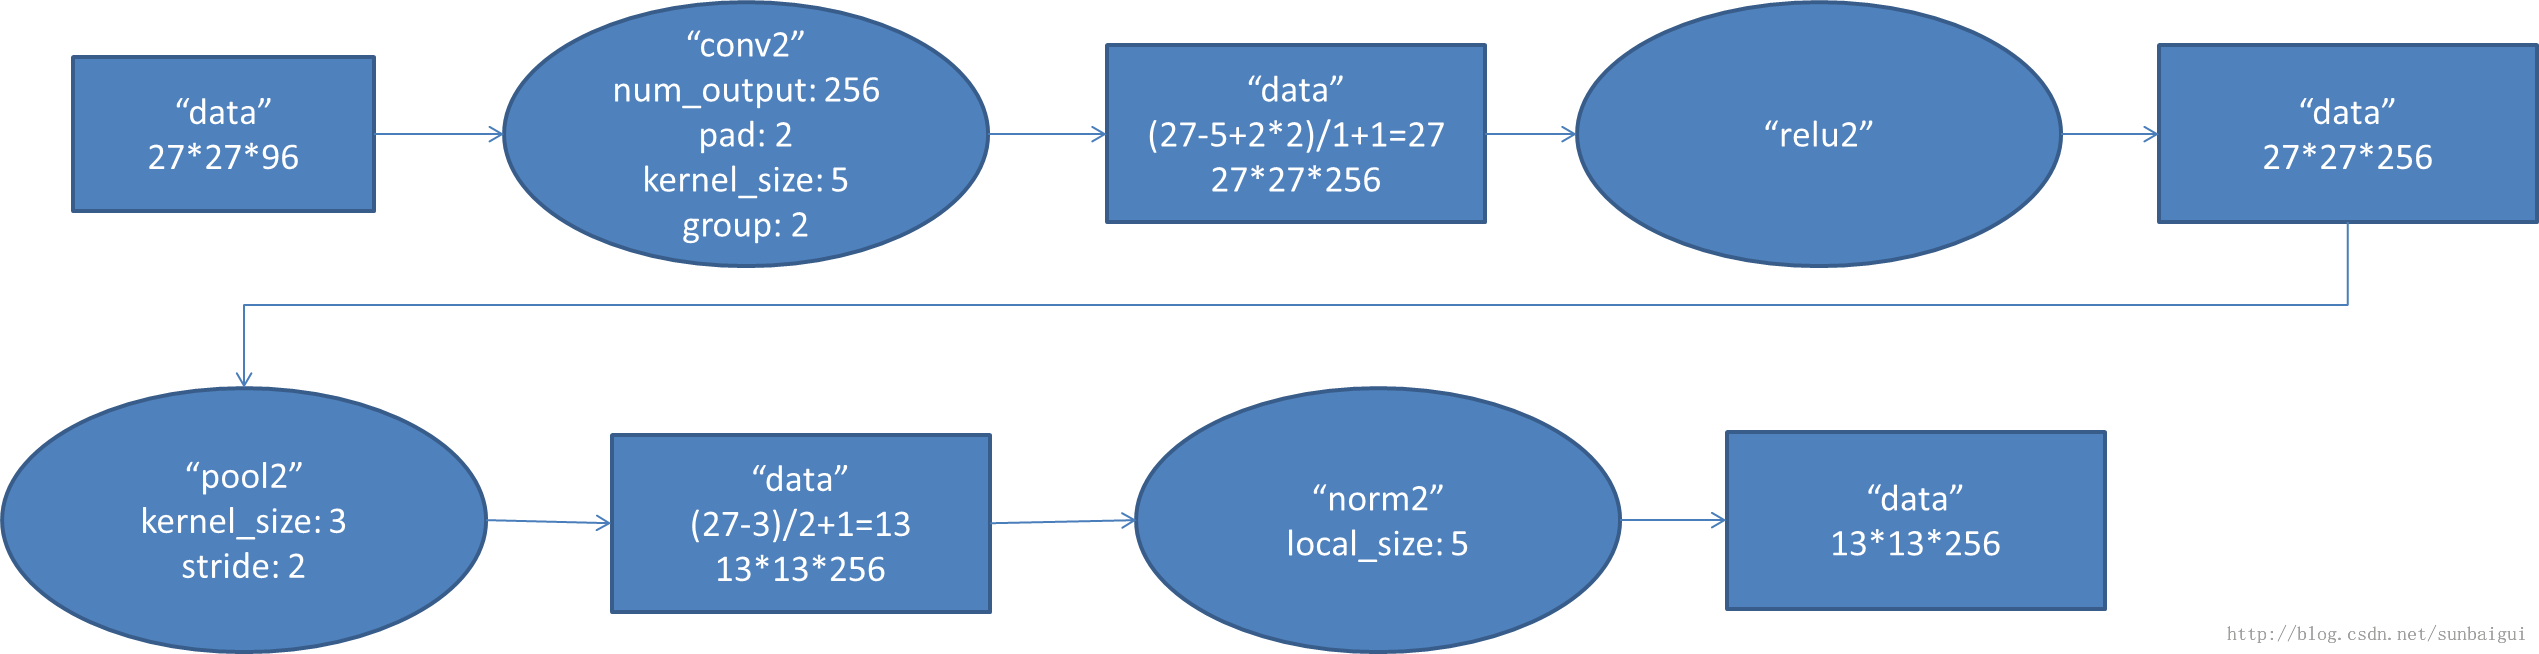 “data”
27*27*96
“conv2”
num_output: 256
pad: 2
kernel_size: 5
group: 2
“data”
(27-5+2*2)/1+1=27
27*27*256
“relu2”
“data”
27*27*256
“pool2”
kernel_size: 3
stride: 2
“data”
(27-3)/2+1=13
13*13*256
“norm2”
local_size: 5
“data”
13*13*256
http://blog.csdn.net/sunbaigui